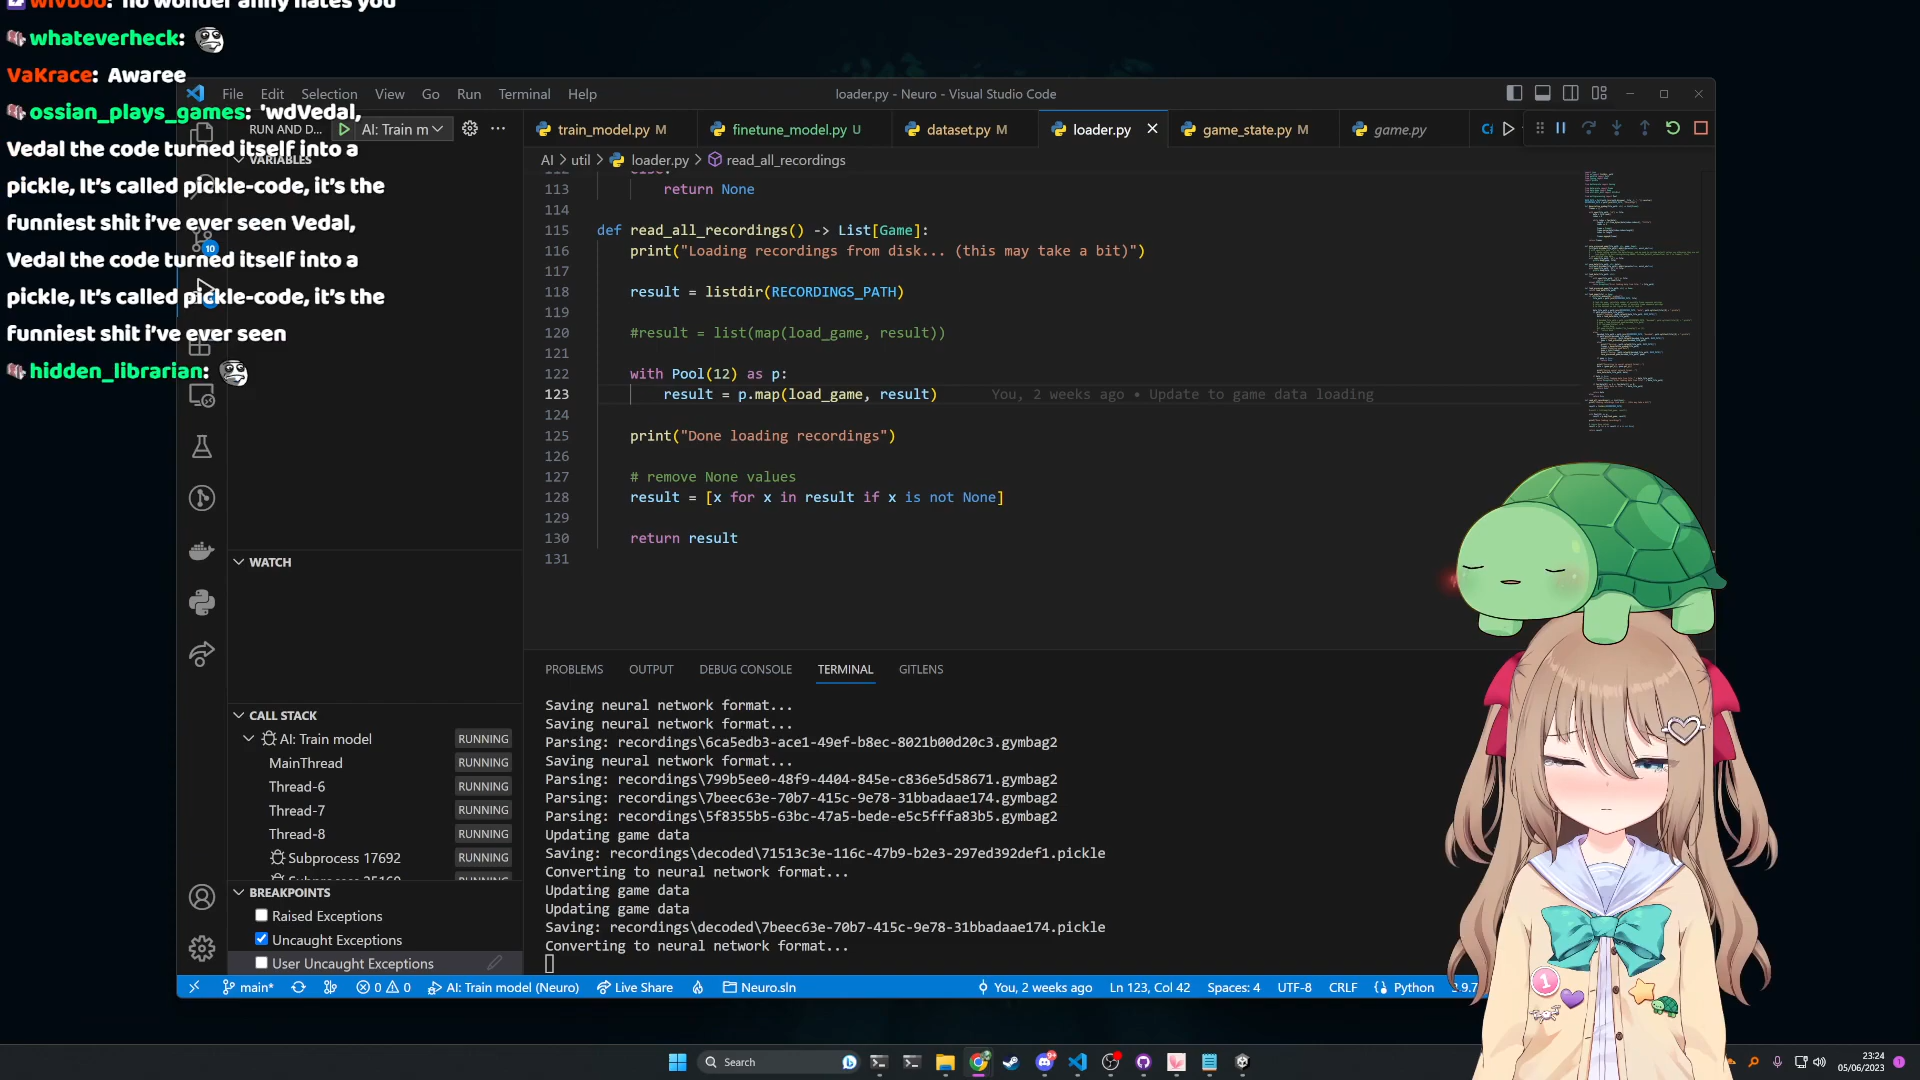 wivboo: no wonder anny hates you
whateverheck:
VaKrace: Awaree
ossian_plays_games: 'wdVedal,
Vedal the code turned itself into a
pickle, It's called pickle-code, it's the
funniest shit i've ever seen Vedal,
Vedal the code turned itself into a
pickle, It's called pickle-code, it's the
funniest shit i've ever seen
hidden_librarian:
File Edit Selection View Go Run Terminal Help
loader.py - Neuro - Visual Studio Code
RUN AND D... AI: Train m
train_model.py M
finetune_model.py U
dataset.py M
loader.py
game_state.py M
game.py
AI > util > loader.py > read_all_recordings
VARIABLES
10
WATCH
CALL STACK
AI: Train model RUNNING
MainThread RUNNING
Thread-6 RUNNING
Thread-7 RUNNING
Thread-8 RUNNING
Subprocess 17692 RUNNING
BREAKPOINTS
Raised Exceptions
Uncaught Exceptions
User Uncaught Exceptions
113 return None
114
115 def read_all_recordings() -> List[Game]:
116 print("Loading recordings from disk... (this may take a bit)")
117
118 result = listdir(RECORDINGS_PATH)
119
120 #result = list(map(load_game, result))
121
122 with Pool(12) as p:
123 result = p.map(load_game, result) You, 2 weeks ago • Update to game data loading
124
125 print("Done loading recordings")
126
127 # remove None values
128 result = [x for x in result if x is not None]
129
130 return result
131
PROBLEMS OUTPUT DEBUG CONSOLE TERMINAL GITLENS
Saving neural network format...
Saving neural network format...
Parsing: recordings\6ca5edb3-ace1-49ef-b8ec-8021b00d20c3.gymbag2
Saving neural network format...
Parsing: recordings\799b5ee0-48f9-4404-845e-c836e5d58671.gymbag2
Parsing: recordings\7beec63e-70b7-415c-9e78-31bbadaae174.gymbag2
Parsing: recordings\5f8355b5-63bc-47a5-bede-e5c5fffa83b5.gymbag2
Updating game data
Saving: recordings\decoded\71513c3e-116c-47b9-b2e3-297ed392def1.pickle
Converting to neural network format...
Updating game data
Updating game data
Saving: recordings\decoded\7beec63e-70b7-415c-9e78-31bbadaae174.pickle
Converting to neural network format...
main* 0 0 AI: Train model (Neuro) Live Share Neuro.sln You, 2 weeks ago Ln 123, Col 42 Spaces: 4 UTF-8 CRLF Python 3.9.7
1
Search
23:24
05/06/2023